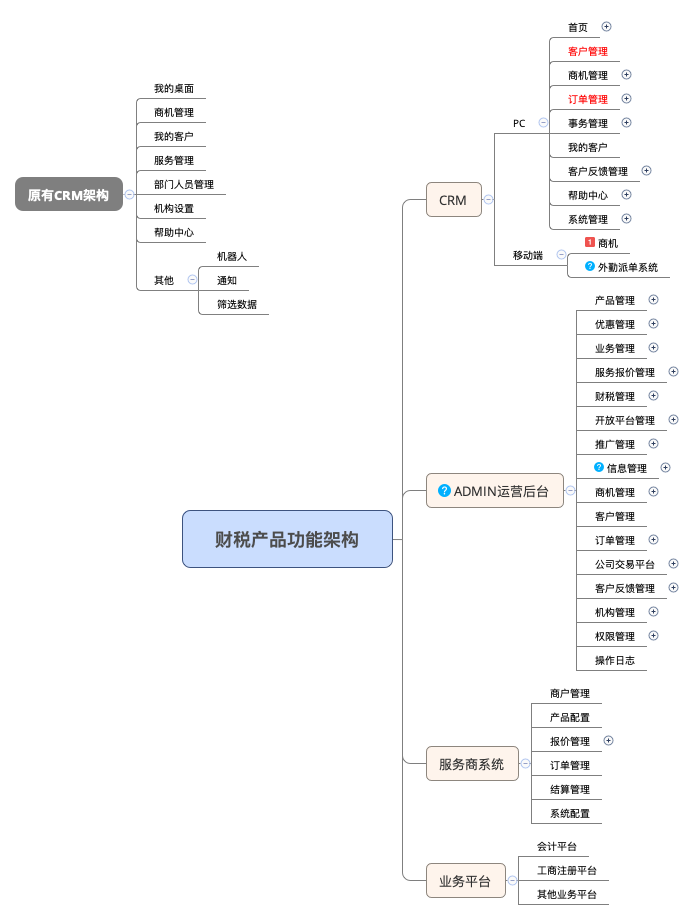 原有CRM架构
我的桌面
商机管理
我的客户
服务管理
部门人员管理
机构设置
帮助中心
其他
机器人
通知
筛选数据
财税产品功能架构
CRM
PC
首页
客户管理
商机管理
订单管理
事务管理
我的客户
客户反馈管理
帮助中心
系统管理
移动端
1 商机
? 外勤派单系统
? ADMIN运营后台
产品管理
优惠管理
业务管理
服务报价管理
财税管理
开放平台管理
推广管理
? 信息管理
商机管理
客户管理
订单管理
公司交易平台
客户反馈管理
机构管理
权限管理
操作日志
服务商系统
商户管理
产品配置
报价管理
订单管理
结算管理
系统配置
业务平台
会计平台
工商注册平台
其他业务平台